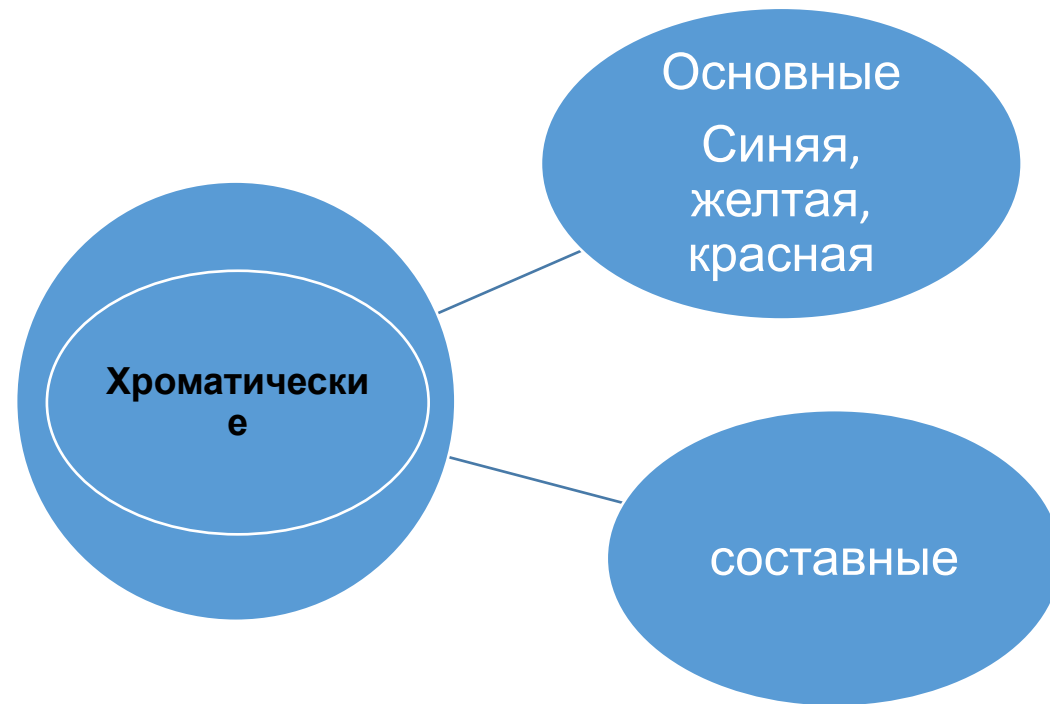 Основные
Синяя,
желтая,
красная
Хроматически
е
составные